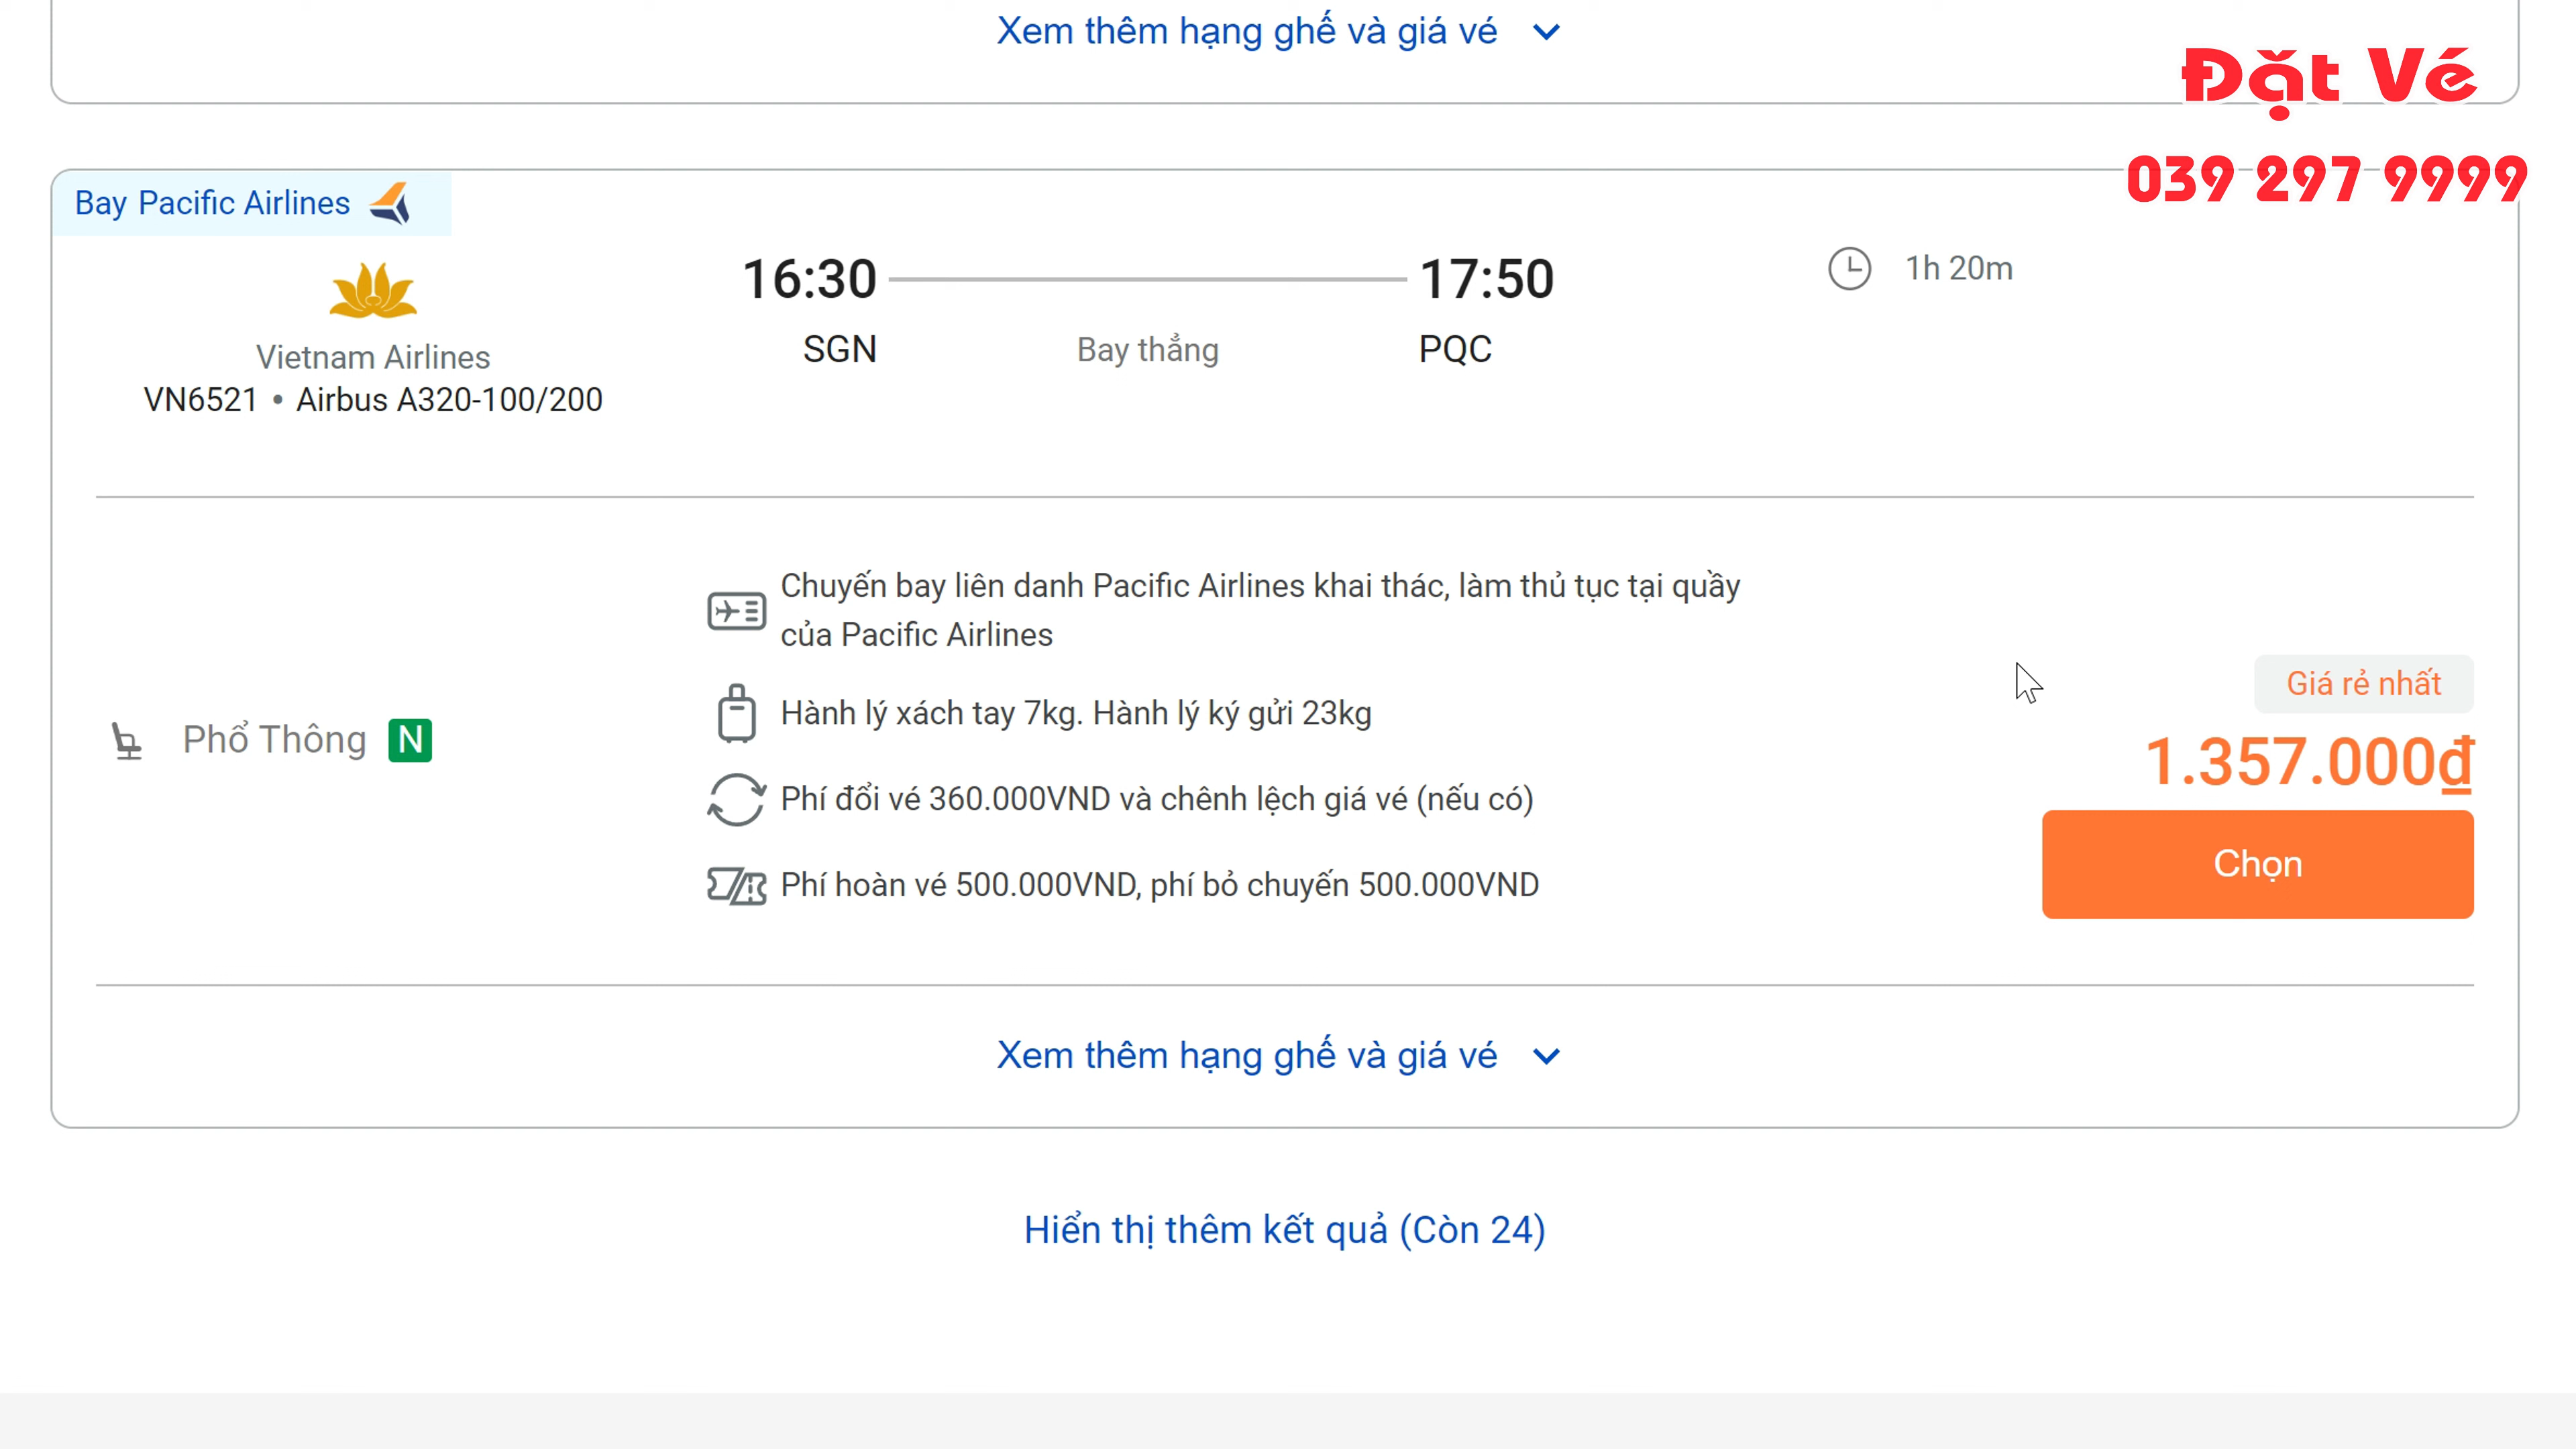 Xem thêm hạng ghế và giá vé
Đặt Vé
039 297 9999
Bay Pacific Airlines
16:30
17:50
1h 20m
SGN
Bay thẳng
PQC
Vietnam Airlines
VN6521 • Airbus A320-100/200
Chuyến bay liên danh Pacific Airlines khai thác, làm thủ tục tại quầy
của Pacific Airlines
Hành lý xách tay 7kg. Hành lý ký gửi 23kg
Phổ Thông N
Phí đổi vé 360.000VND và chênh lệch giá vé (nếu có)
Phí hoàn vé 500.000VND, phí bỏ chuyến 500.000VND
Giá rẻ nhất
1.357.000₫
Chọn
Xem thêm hạng ghế và giá vé
Hiển thị thêm kết quả (Còn 24)